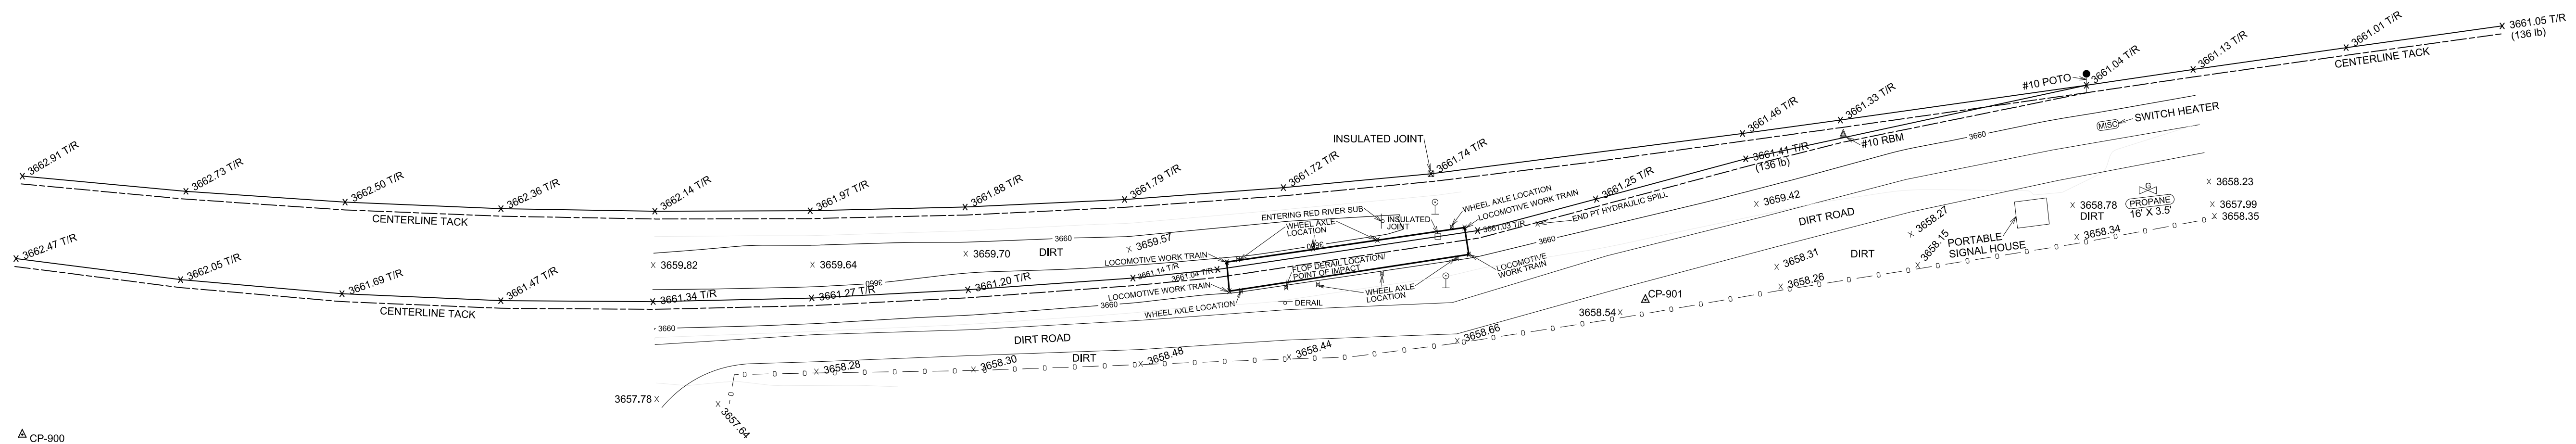 3662.91 T/R
3662.73 T/R
3662.50 T/R
3662.36 T/R
3662.14 T/R
3661.97 T/R
3661.88 T/R
3661.79 T/R
3661.72 T/R
3661.74 T/R
3661.46 T/R
3661.33 T/R
3661.04 T/R
3661.13 T/R
3661.01 T/R
3661.05 T/R
(136 lb)
CENTERLINE TACK
CENTERLINE TACK
INSULATED JOINT
#10 POTO
#10 RBM
3660
MISC
SWITCH HEATER
3661.41 T/R
(136 lb)
3661.25 T/R
END PT HYDRAULIC SPILL
WHEEL AXLE LOCATION
LOCOMOTIVE WORK TRAIN
ENTERING RED RIVER SUB
INSULATED
JOINT
WHEEL AXLE
LOCATION
3661.03 T/R
3660
3660
3660
3659.42
DIRT ROAD
3658.27
3658.15
PORTABLE
SIGNAL HOUSE
3658.78
DIRT
G
PROPANE
16' X 3.5'
3658.23
3657.99
3658.35
3658.34
DIRT
3658.31
3658.26
3662.47 T/R
3662.05 T/R
3661.69 T/R
3661.47 T/R
3661.34 T/R
3661.27 T/R
3661.20 T/R
3661.14 T/R
3661.04 T/R
CENTERLINE TACK
3659.82
3659.64
3659.70
DIRT
3659.57
3660
3660
3660
3660
LOCOMOTIVE WORK TRAIN
LOCOMOTIVE WORK TRAIN
FLOP DERAIL LOCATION/
POINT OF IMPACT
LOCOMOTIVE
WORK TRAIN
WHEEL AXLE
LOCATION
WHEEL AXLE LOCATION
DERAIL
CP-901
3658.54
3658.66
DIRT ROAD
3658.28
3658.30
DIRT
3658.48
3658.44
3657.78
3657.64
CP-900